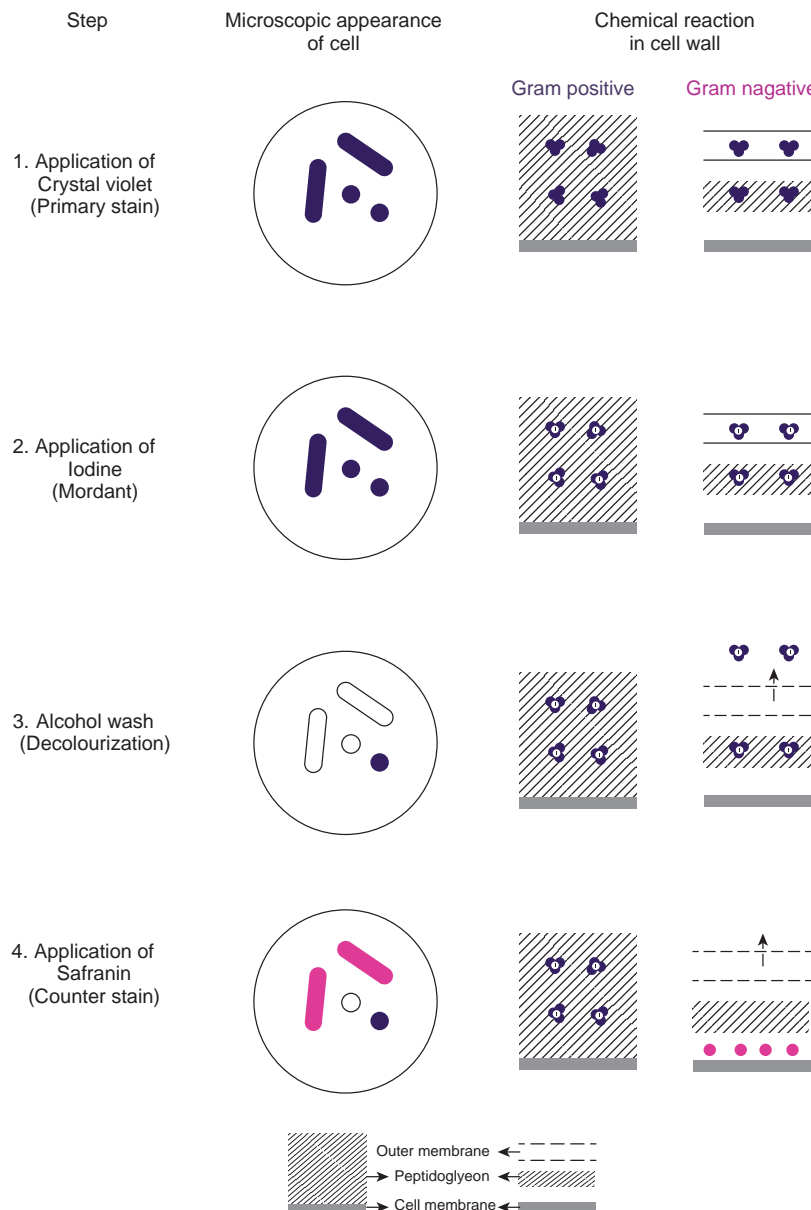 Step
Microscopic appearance
of cell
Chemical reaction
in cell wall
Gram positive
Gram nagative
1. Application of
Crystal violet
(Primary stain)
2. Application of
Iodine
(Mordant)
3. Alcohol wash
(Decolourization)
4. Application of
Safranin
(Counter stain)
Outer membrane
Peptidoglyeon
Cell membrane